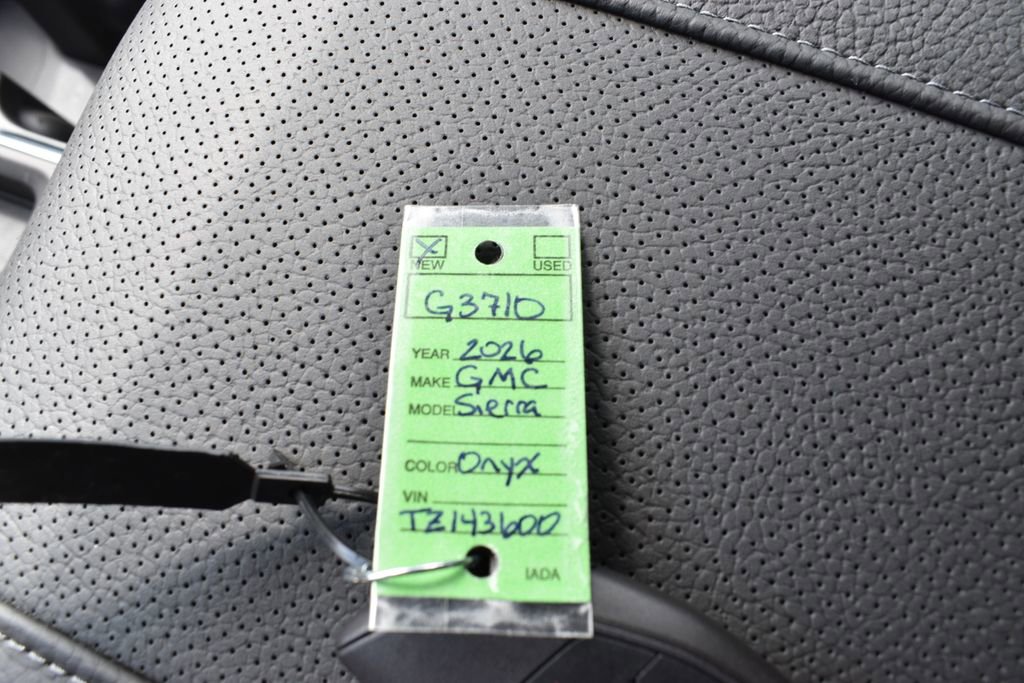 NEW USED
G3710
YEAR 2026
MAKE GMC
MODEL Sierra
COLOR Onyx
VIN
TZ143600
IADA